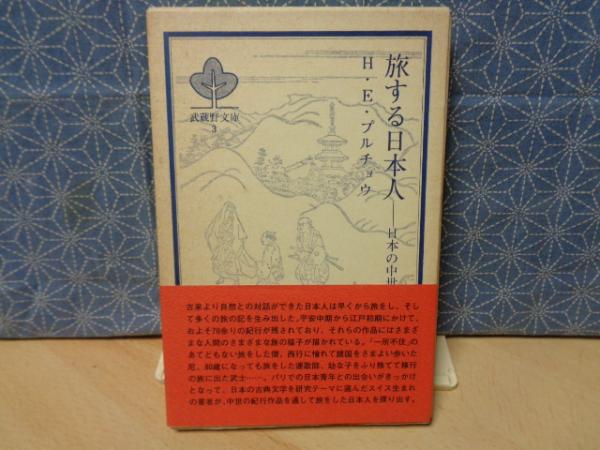 旅する日本人――日本の中世
H・E・プルチョウ
武蔵野文庫
3
古来より自然との対話ができた日本人は早くから旅をし、そし
て多くの旅の記を生み出した。平安中期から江戸初期にかけて、
およそ70余りの紀行が残されており、それらの作品にはさまざ
まな人間のさまざまな旅の様子が描かれている。「一所不住」の
あてどもない旅をした僧、西行に憧れて諸国をさまよい歩いた
尼、80歳になっても旅をした連歌師、幼な子をふり捨てて修行
の旅に出た武士……。パリでの日本青年との出会いがきっかけ
となって、日本の古典文学を研究テーマに選んだスイス生まれ
の著者が、中世の紀行作品を通して旅をした日本人を探り出す。